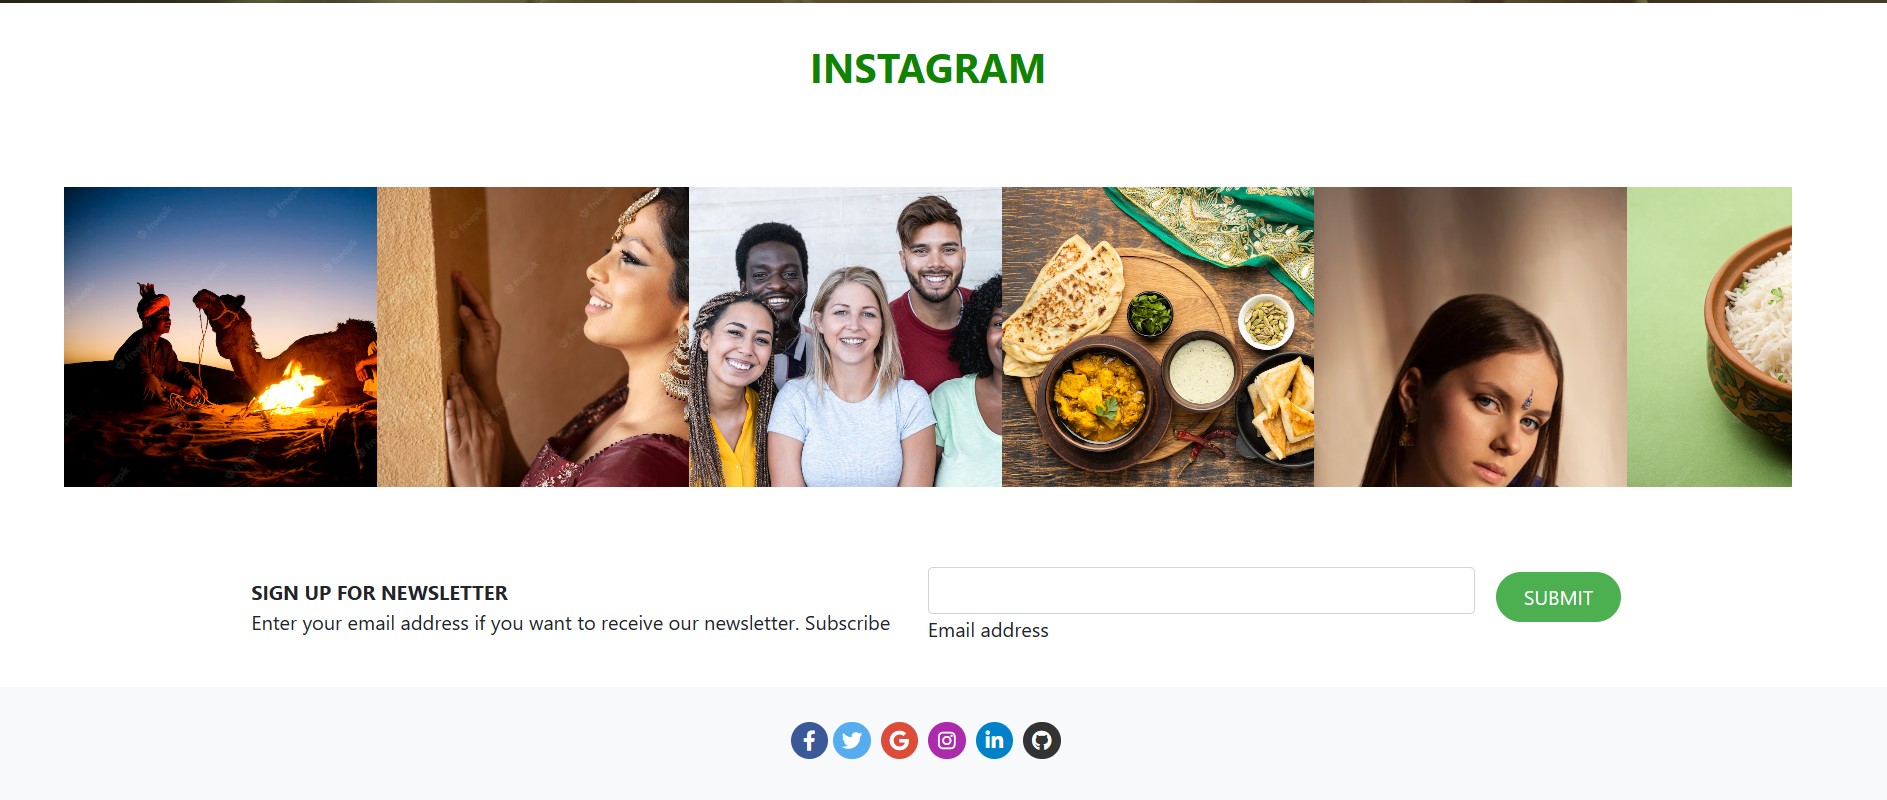 INSTAGRAM
SIGN UP FOR NEWSLETTER
Enter your email address if you want to receive our newsletter. Subscribe
Email address
SUBMIT